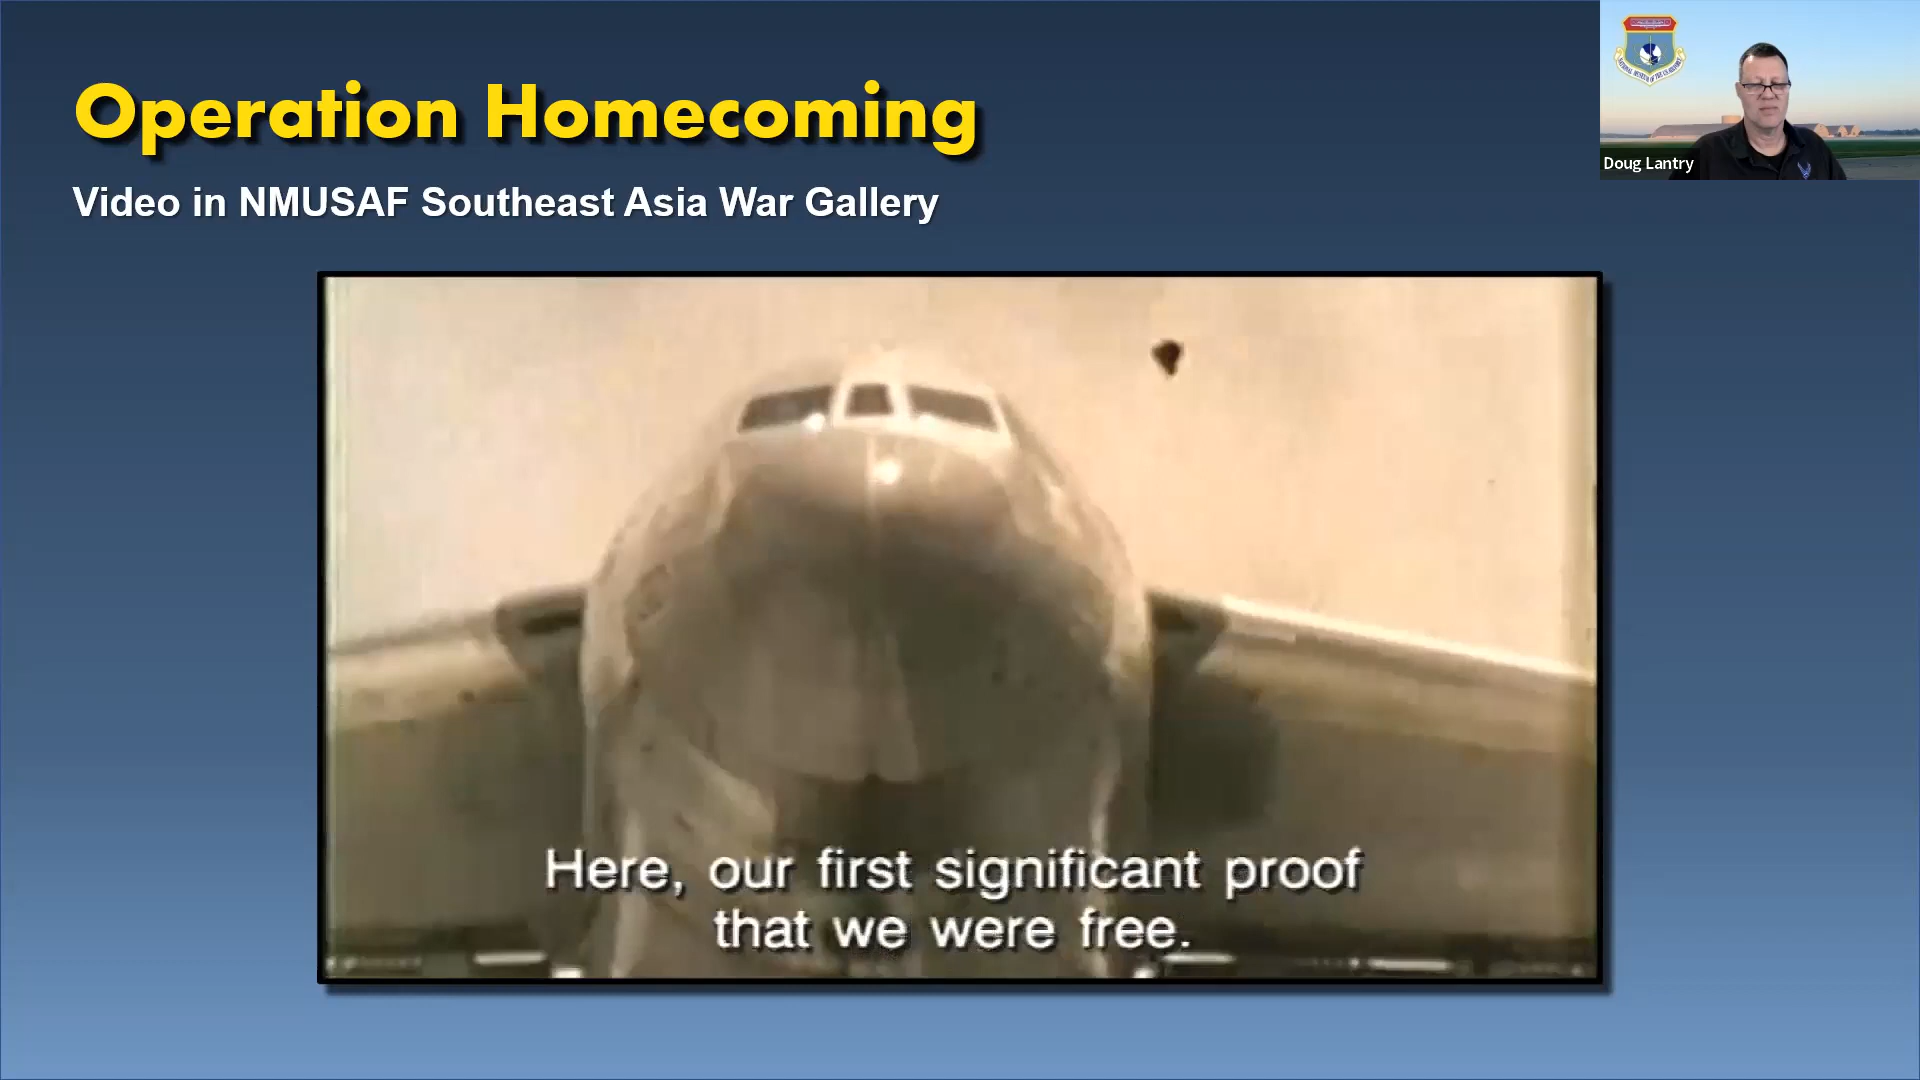 Operation Homecoming
Video in NMUSAF Southeast Asia War Gallery
Doug Lantry
Here, our first significant proof
that we were free.